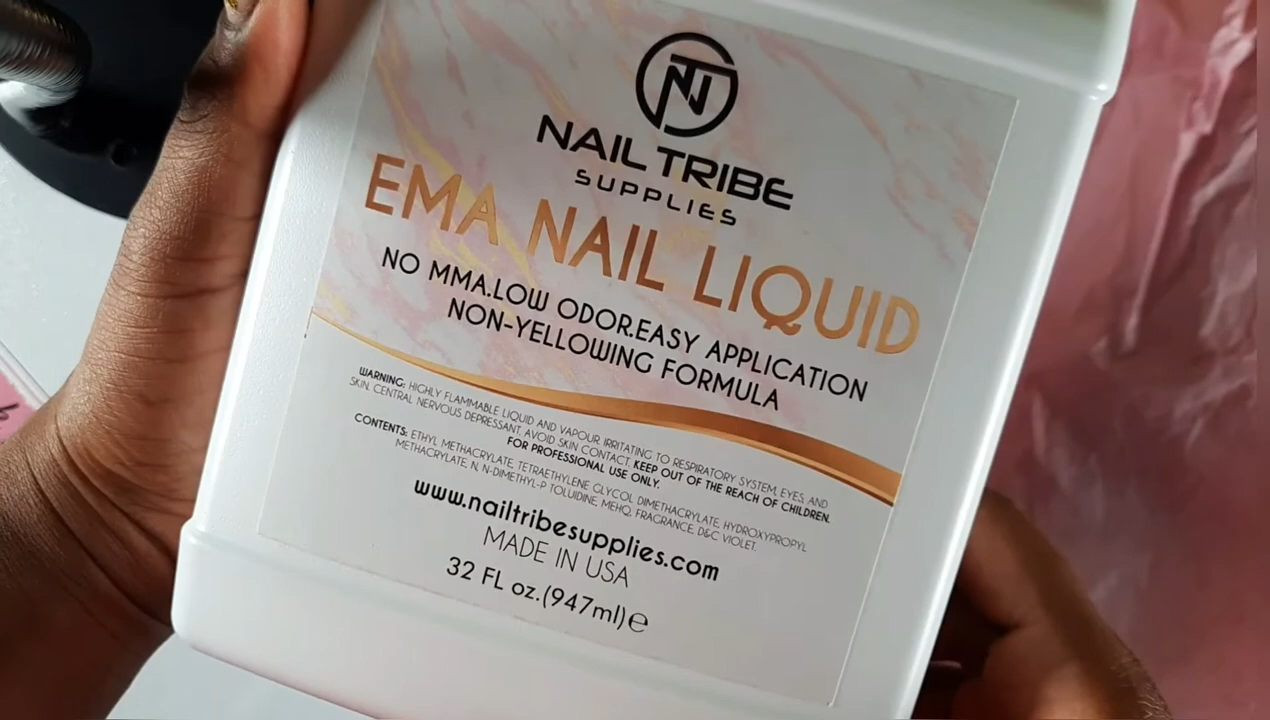 NT
NAIL TRIBE
SUPPLIES
EMA NAIL LIQUID
NO MMA.LOW ODOR.EASY APPLICATION
NON-YELLOWING FORMULA
WARNING: HIGHLY FLAMMABLE LIQUID AND VAPOUR IRRITATING TO RESPIRATORY SYSTEM, EYES, AND
SKIN. CENTRAL NERVOUS DEPRESSANT. AVOID SKIN CONTACT. KEEP OUT OF THE REACH OF CHILDREN.
FOR PROFESSIONAL USE ONLY.
CONTENTS: ETHYL METHACRYLATE, TETRAETHYLENE GLYCOL DIMETHACRYLATE, HYDROXYPROPYL
METHACRYLATE, N, N-DIMETHYL-P TOLUIDINE, MEHQ, FRAGRANCE, D&C VIOLET.
www.nailtribesupplies.com
MADE IN USA
32 FL oz.(947ml)℮